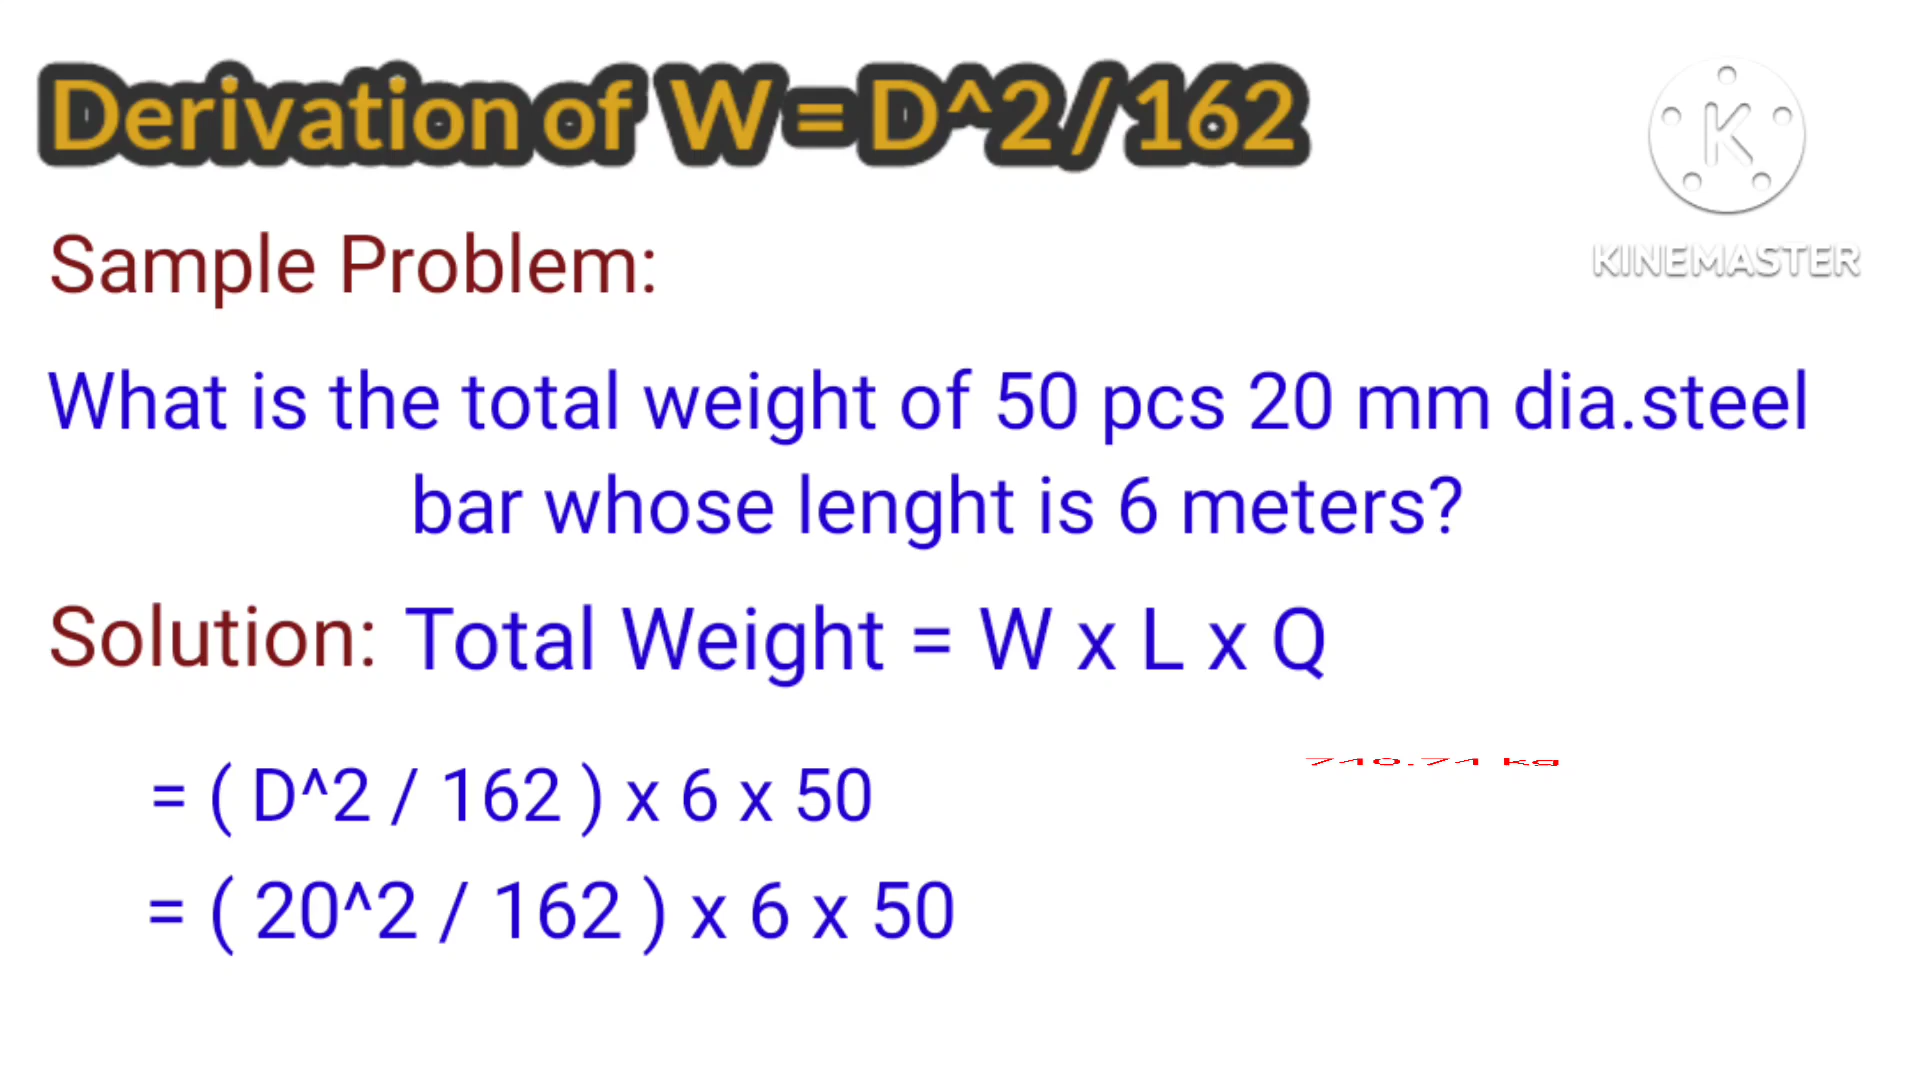 Derivation of W = D^2 / 162
KINEMASTER
Sample Problem:
What is the total weight of 50 pcs 20 mm dia.steel
bar whose lenght is 6 meters?
Solution: Total Weight = W x L x Q
= ( D^2 / 162 ) x 6 x 50
kg
= ( 20^2 / 162 ) x 6 x 50